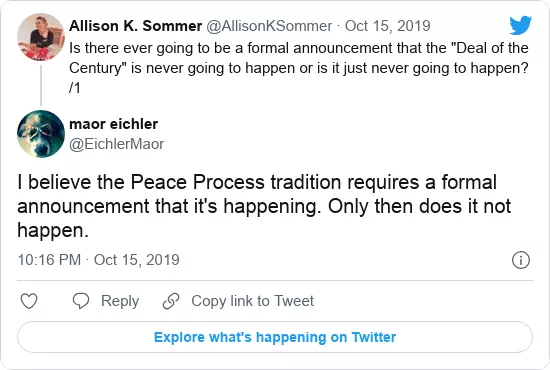 Allison K. Sommer @AllisonKSommer · Oct 15, 2019
Is there ever going to be a formal announcement that the "Deal of the
Century" is never going to happen or is it just never going to happen?
/1
maor eichler
@EichlerMaor
I believe the Peace Process tradition requires a formal
announcement that it's happening. Only then does it not
happen.
10:16 PM · Oct 15, 2019
Reply
Copy link to Tweet
Explore what's happening on Twitter